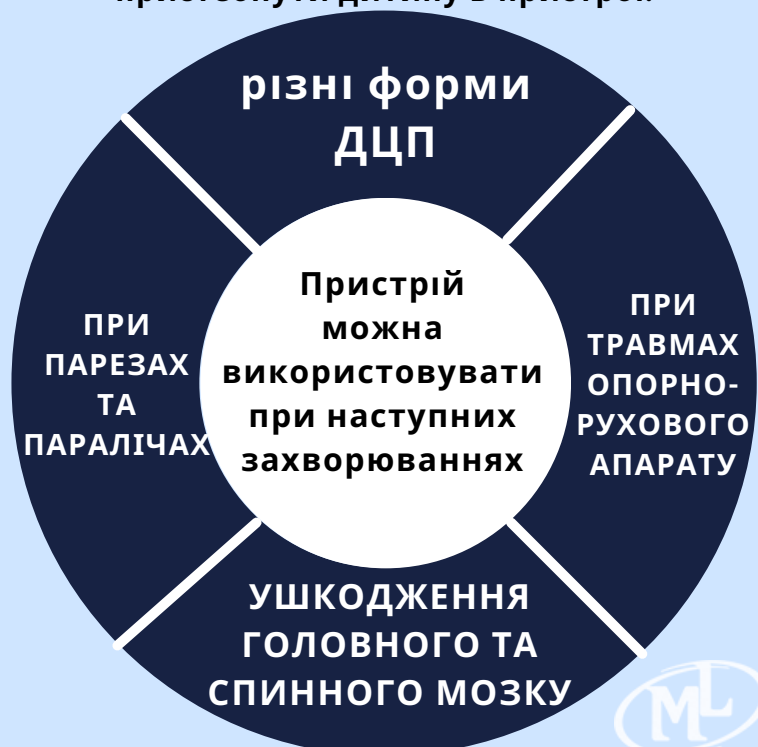 різні форми
ДЦП
Пристрій
можна
використовувати
при наступних
захворюваннях
ПРИ
ПАРЕЗАХ
ТА
ПАРАЛІЧАХ
ПРИ
ТРАВМАХ
ОПОРНО-
РУХОВОГО
АПАРАТУ
УШКОДЖЕННЯ
ГОЛОВНОГО ТА
СПИННОГО МОЗКУ
ML